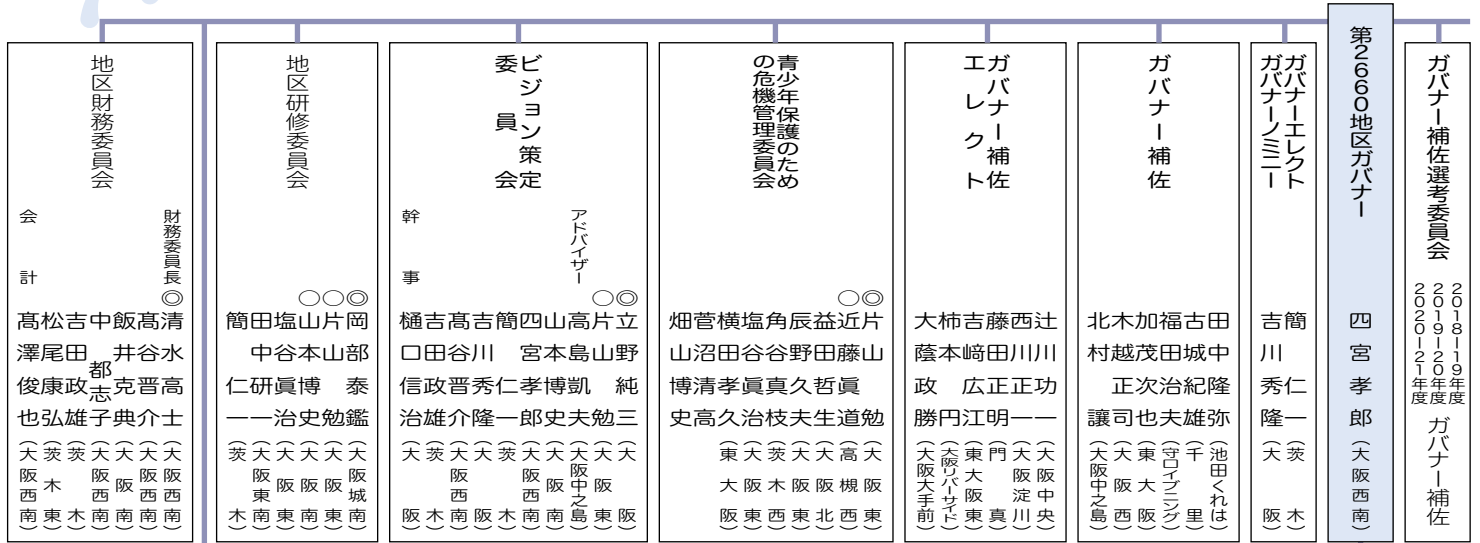 ガバナー補佐選考委員会
2018-19年度
2019-20年度
2020-21年度
ガバナー補佐
第2660地区ガバナー 四宮孝郎（大阪西南）
ガバナーエレクト 簡 仁一（茨木）
ガバナーノミニー 吉川秀隆（大阪）
ガバナー補佐
田中隆弥（池田くれは）
古城紀雄（千里）
福田治夫（守口イブニング）
加茂次也（東大阪）
木越正司（大阪西）
北村 讓（大阪中之島）
ガバナー補佐
エレクト
辻川功一（大阪中央）
西川正一（大阪淀川）
藤田正明（門真）
吉﨑広江（東大阪東）
柿本 円（大阪リバーサイド）
大蔭政勝（大阪大手前）
青少年保護のため
の危機管理委員会
◎片山 勉（大阪東）
○近藤眞道（高槻西）
益田哲生（大阪北）
辰野久夫（大阪東）
角谷真枝（茨木西）
塩谷眞治（大阪東）
横田孝久（東大阪）
菅沼清高
畑山博史
ビジョン策定
委員会
◎立野純三（大阪）
○片山 勉（大阪東）
アドバイザー 高島凱夫（大阪中之島）
山本博史（大阪南）
四宮孝郎（大阪西南）
簡 仁一（茨木）
吉川秀隆（大阪）
髙谷晋介（大阪西南）
吉田政雄（茨木）
幹事 樋口信治（大阪）
地区研修委員会
◎岡部泰鑑（大阪城南）
○片山 勉（大阪東）
○山本博史（大阪南）
塩谷眞治（大阪東）
田中研一（大阪東南）
簡 仁一（茨木）
地区財務委員会
財務委員長 ◎清水高士（大阪西南）
髙谷晋介（大阪西南）
飯井克典（大阪南）
中都志子（大阪西南）
吉田政雄（茨木）
松尾康弘（茨木東）
会計 髙澤俊也（大阪西南）